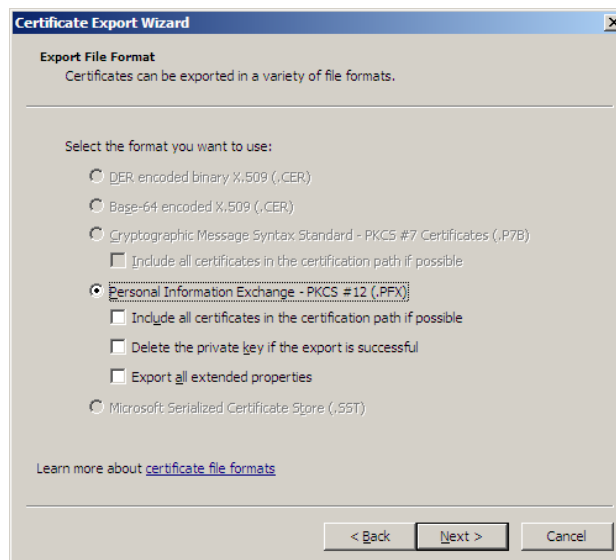 Certificate Export Wizard
Export File Format
Certificates can be exported in a variety of file formats.
Select the format you want to use:
DER encoded binary X.509 (.CER)
Base-64 encoded X.509 (.CER)
Cryptographic Message Syntax Standard - PKCS #7 Certificates (.P7B)
Include all certificates in the certification path if possible
Personal Information Exchange - PKCS #12 (.PFX)
Include all certificates in the certification path if possible
Delete the private key if the export is successful
Export all extended properties
Microsoft Serialized Certificate Store (.SST)
Learn more about certificate file formats
< Back
Next >
Cancel